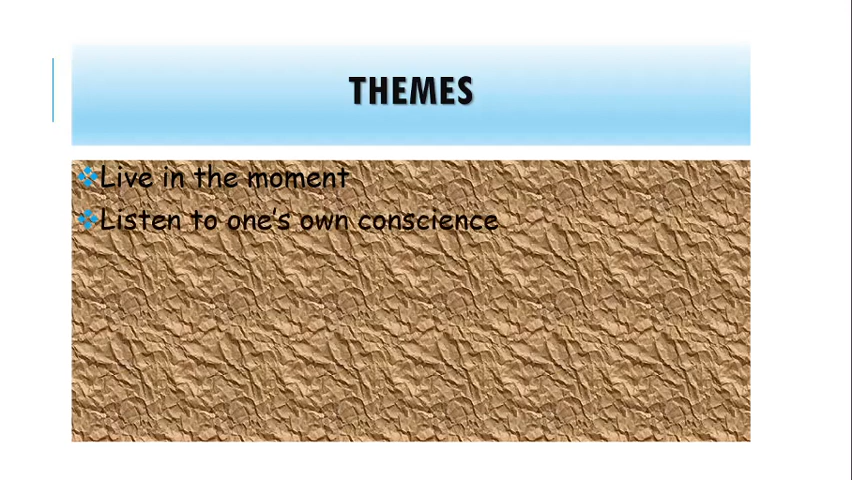 THEMES
Live in the moment
Listen to one's own conscience